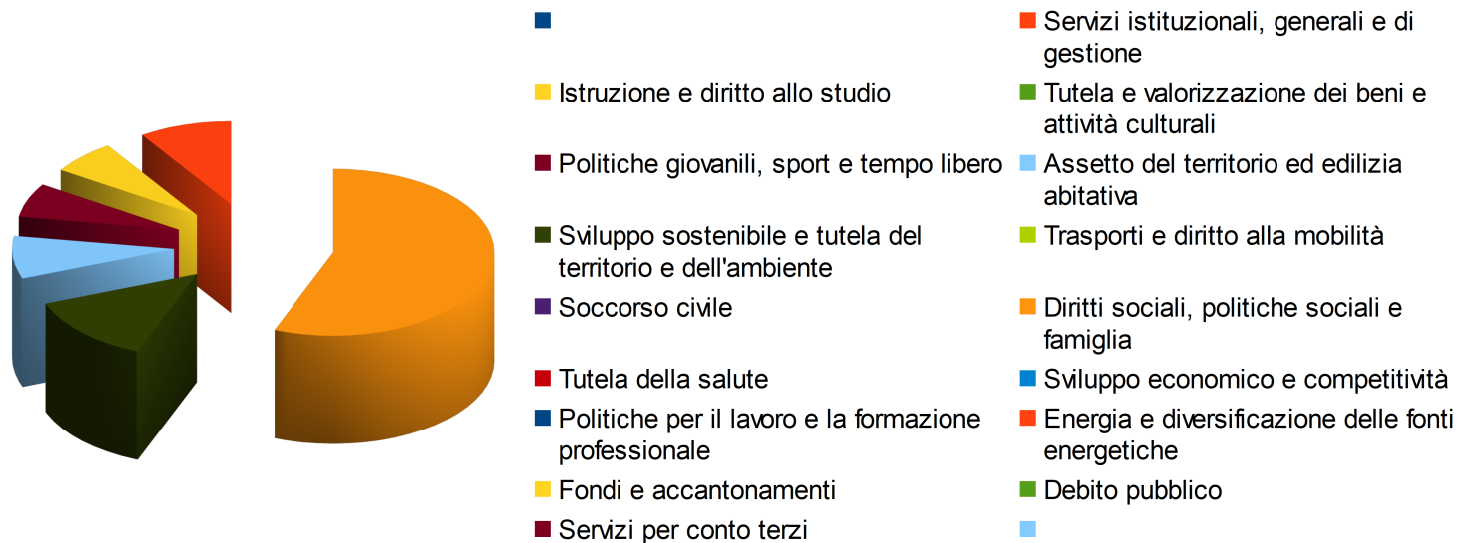 Servizi istituzionali, generali e di
gestione
Istruzione e diritto allo studio
Tutela e valorizzazione dei beni e
attività culturali
Politiche giovanili, sport e tempo libero
Assetto del territorio ed edilizia
abitativa
Sviluppo sostenibile e tutela del
territorio e dell'ambiente
Trasporti e diritto alla mobilità
Soccorso civile
Diritti sociali, politiche sociali e
famiglia
Tutela della salute
Sviluppo economico e competitività
Politiche per il lavoro e la formazione
professionale
Energia e diversificazione delle fonti
energetiche
Fondi e accantonamenti
Debito pubblico
Servizi per conto terzi